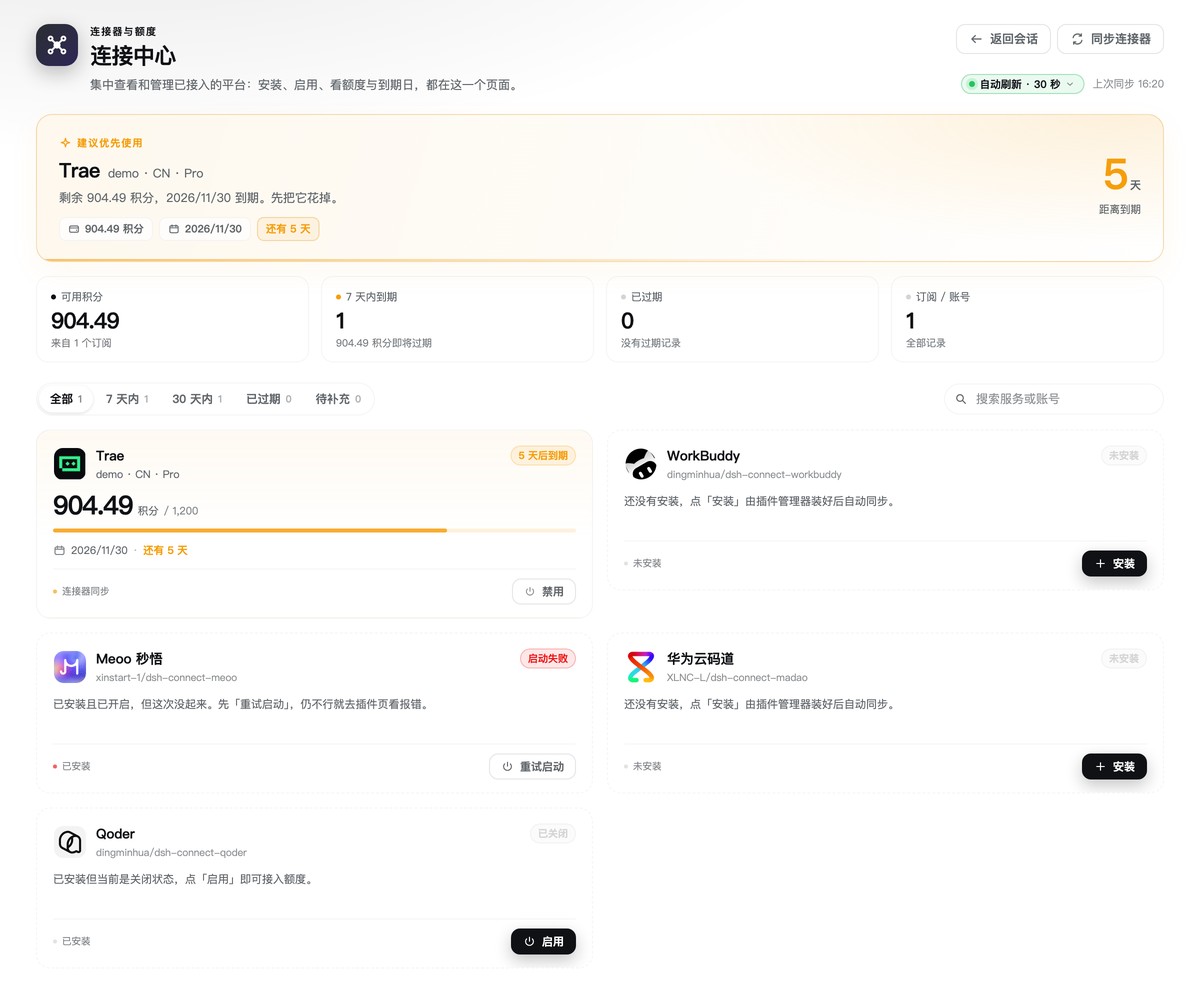 连接器与额度
连接中心
集中查看和管理已接入的平台：安装、启用、看额度与到期日，都在这一个页面。
返回会话
同步连接器
自动刷新 · 30 秒
上次同步 16:20
建议优先使用
Trae demo · CN · Pro
剩余 904.49 积分，2026/11/30 到期。先把它花掉。
904.49 积分
2026/11/30
还有 5 天
5天
距离到期
可用积分
904.49
来自 1 个订阅
7 天内到期
1
904.49 积分即将过期
已过期
0
没有过期记录
订阅 / 账号
1
全部记录
全部 1
7 天内 1
30 天内 1
已过期 0
待补充 0
搜索服务或账号
Trae
demo · CN · Pro
5 天后到期
904.49 积分 / 1,200
2026/11/30 · 还有 5 天
连接器同步
禁用
WorkBuddy
dingminhua/dsh-connect-workbuddy
未安装
还没有安装，点「安装」由插件管理器装好后自动同步。
未安装
安装
Meoo 秒悟
xinstart-1/dsh-connect-meoo
启动失败
已安装且已开启，但这次没起来。先「重试启动」，仍不行就去插件页看报错。
已安装
重试启动
华为云码道
XLNC-L/dsh-connect-madao
未安装
还没有安装，点「安装」由插件管理器装好后自动同步。
未安装
安装
Qoder
dingminhua/dsh-connect-qoder
已关闭
已安装但当前是关闭状态，点「启用」即可接入额度。
已安装
启用